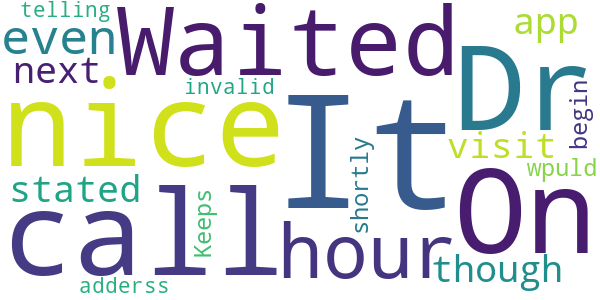 telling
even
Waited
Dr
app
next
nice
invalid
It
begin
visit
wpuld
stated
call
Keeps
shortly
On
hour
though
adderss